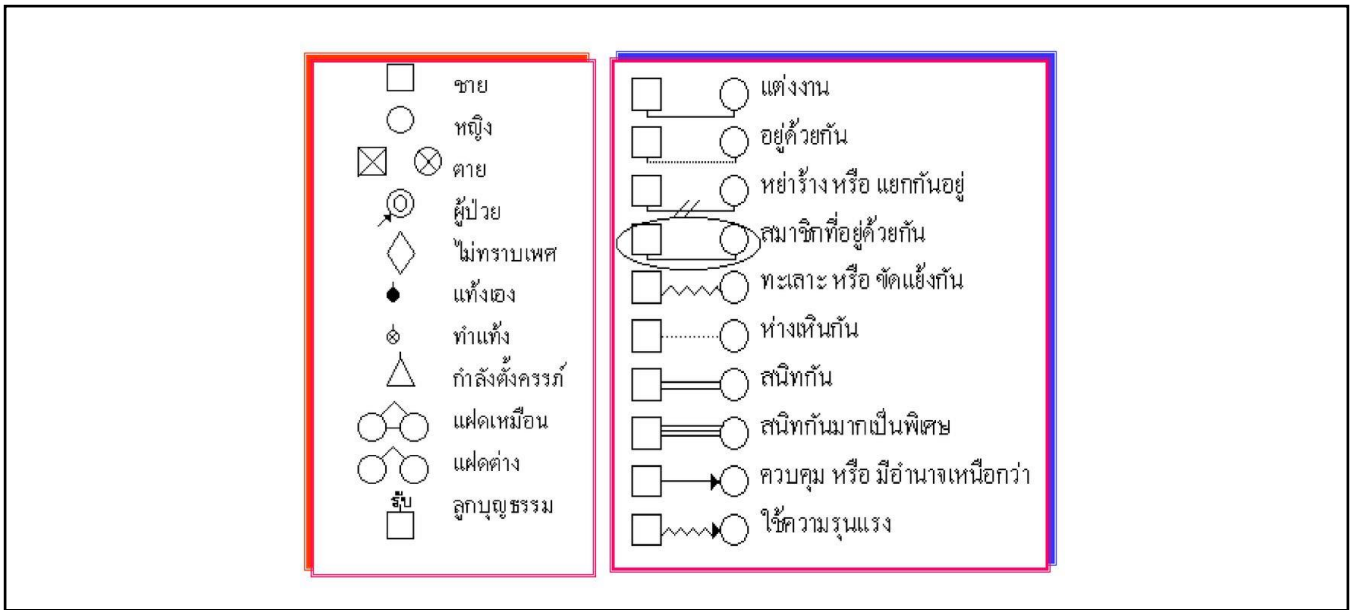 ชาย
หญิง
ตาย
ผู้ป่วย
ไม่ทราบเพศ
แท้งเอง
ทำแท้ง
กำลังตั้งครรภ์
แฝดเหมือน
แฝดต่าง
รับ
ลูกบุญธรรม
แต่งงาน
อยู่ด้วยกัน
หย่าร้าง หรือ แยกกันอยู่
สมาชิกที่อยู่ด้วยกัน
ทะเลาะ หรือ ขัดแย้งกัน
ห่างเหินกัน
สนิทกัน
สนิทกันมากเป็นพิเศษ
ควบคุม หรือ มีอำนาจเหนือกว่า
ใช้ความรุนแรง